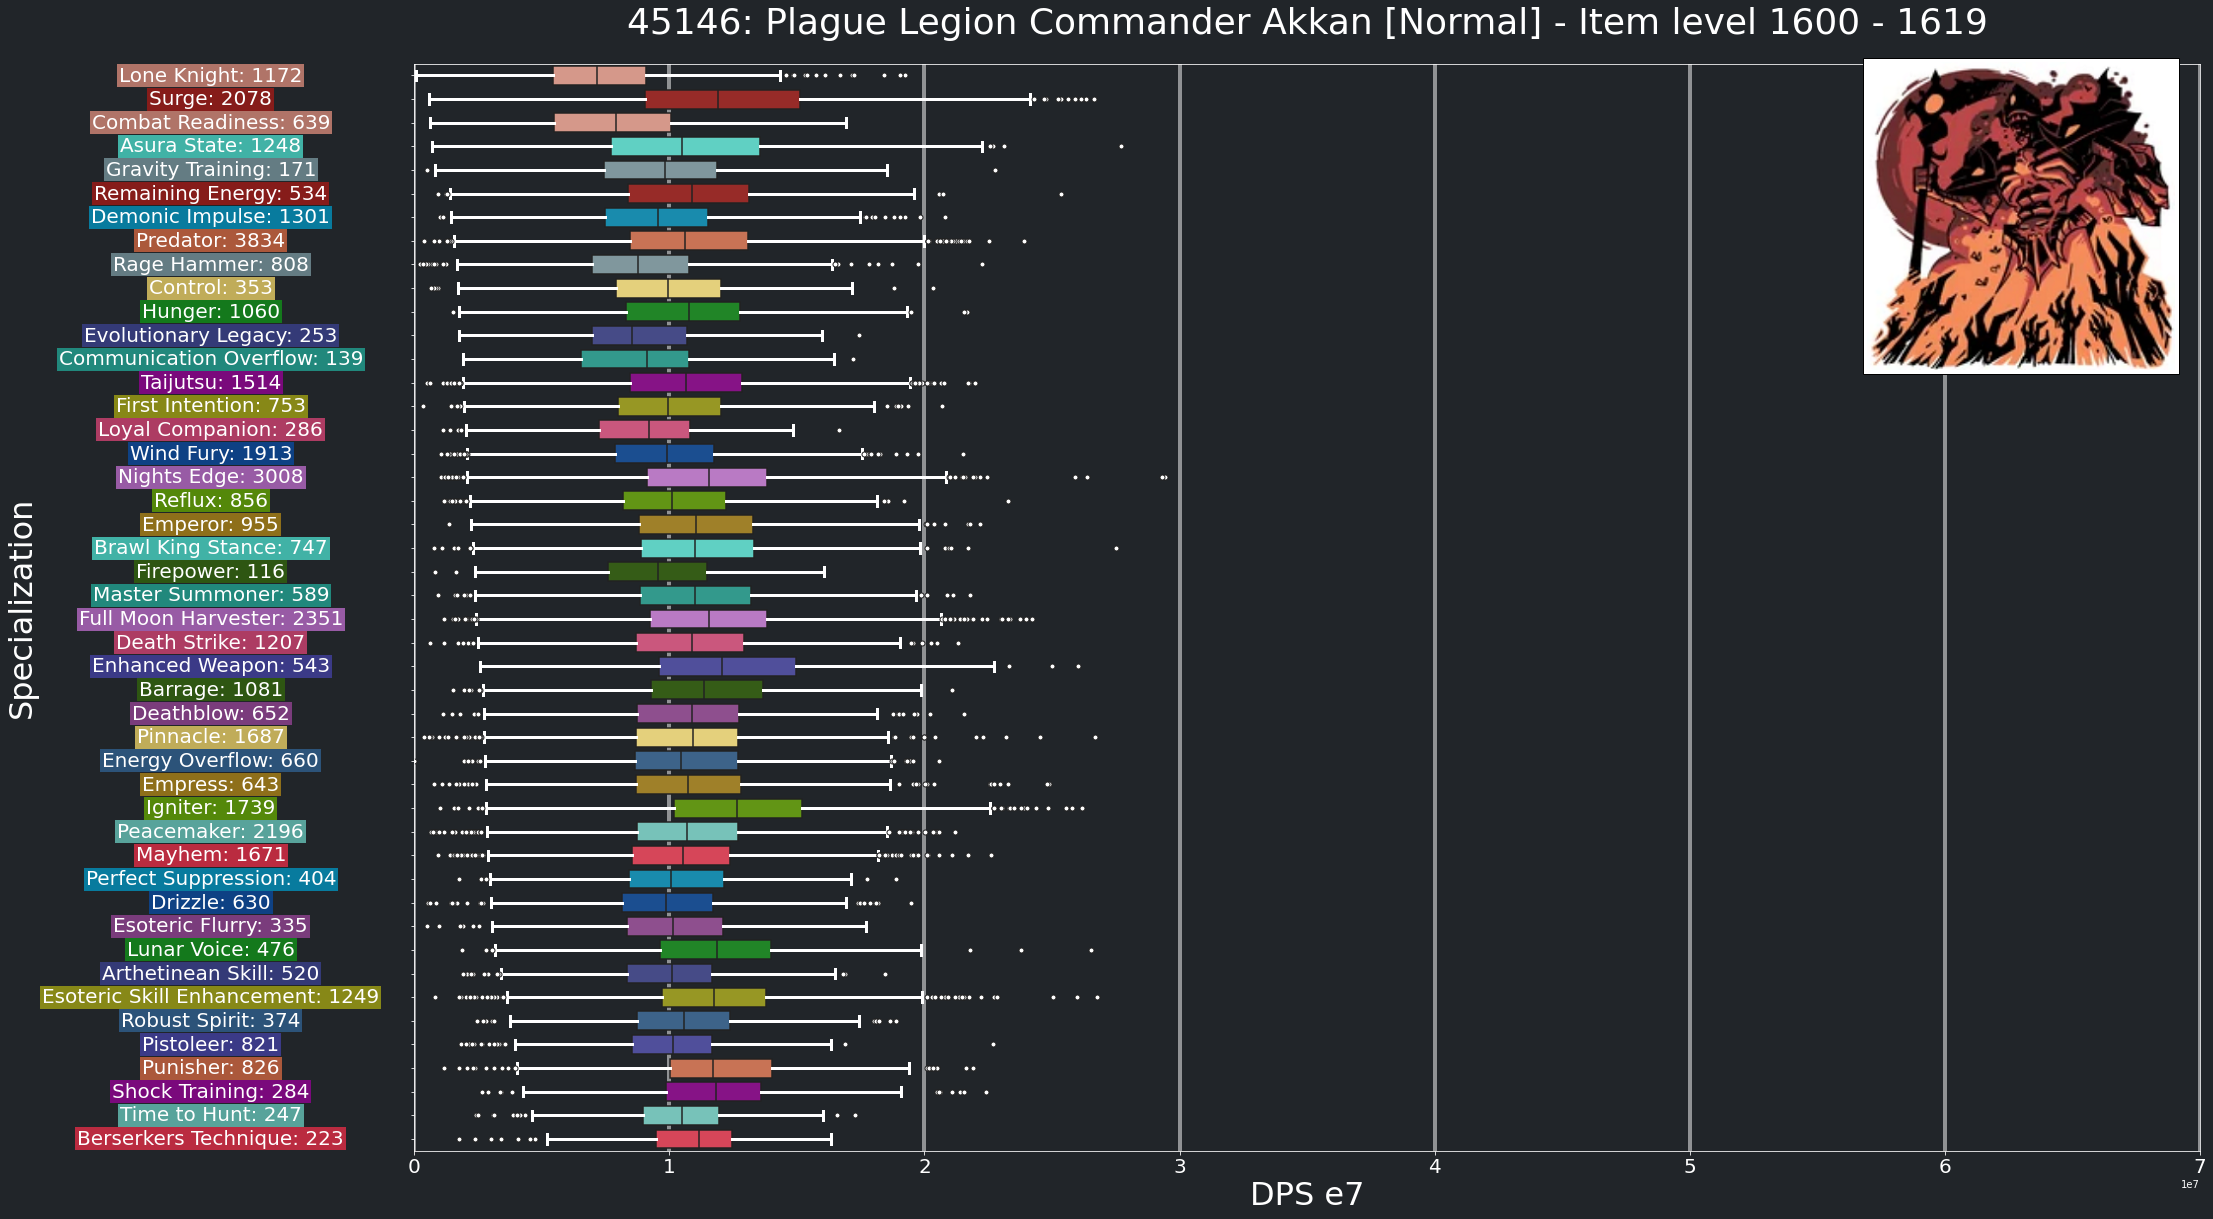 45146: Plague Legion Commander Akkan [Normal] - Item level 1600 - 1619
Specialization
Lone Knight: 1172
Surge: 2078
Combat Readiness: 639
Asura State: 1248
Gravity Training: 171
Remaining Energy: 534
Demonic Impulse: 1301
Predator: 3834
Rage Hammer: 808
Control: 353
Hunger: 1060
Evolutionary Legacy: 253
Communication Overflow: 139
Taijutsu: 1514
First Intention: 753
Loyal Companion: 286
Wind Fury: 1913
Nights Edge: 3008
Reflux: 856
Emperor: 955
Brawl King Stance: 747
Firepower: 116
Master Summoner: 589
Full Moon Harvester: 2351
Death Strike: 1207
Enhanced Weapon: 543
Barrage: 1081
Deathblow: 652
Pinnacle: 1687
Energy Overflow: 660
Empress: 643
Igniter: 1739
Peacemaker: 2196
Mayhem: 1671
Perfect Suppression: 404
Drizzle: 630
Esoteric Flurry: 335
Lunar Voice: 476
Arthetinean Skill: 520
Esoteric Skill Enhancement: 1249
Robust Spirit: 374
Pistoleer: 821
Punisher: 826
Shock Training: 284
Time to Hunt: 247
Berserkers Technique: 223
0 1 2 3 4 5 6 7
1e7
DPS e7